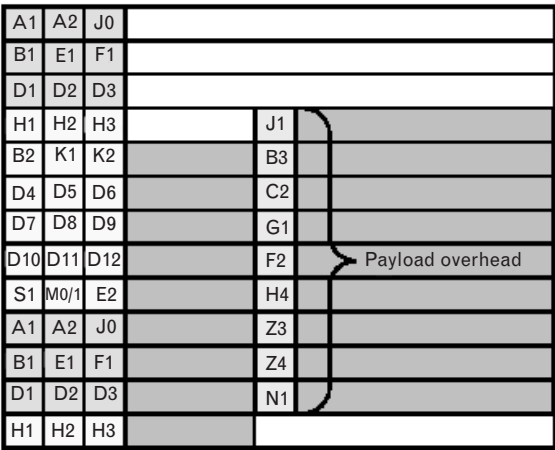 A1 A2 J0
B1 E1 F1
D1 D2 D3
H1 H2 H3 J1
B2 K1 K2 B3
D4 D5 D6 C2
D7 D8 D9 G1
D10 D11 D12 F2 Payload overhead
S1 M0/1 E2 H4
A1 A2 J0 Z3
B1 E1 F1 Z4
D1 D2 D3 N1
H1 H2 H3